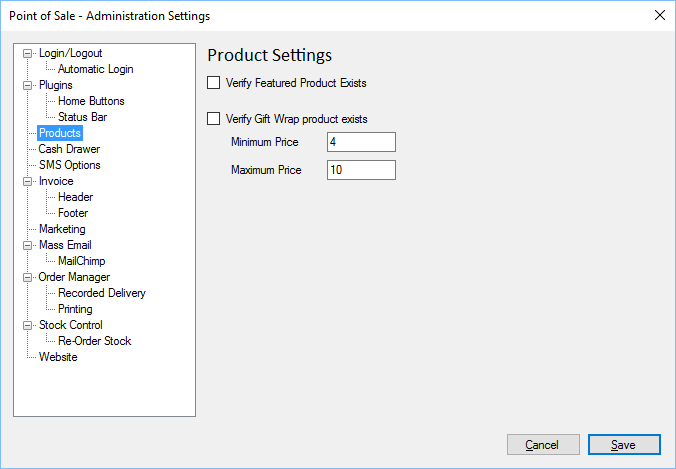 Point of Sale - Administration Settings
Login/Logout
Automatic Login
Plugins
Home Buttons
Status Bar
Products
Cash Drawer
SMS Options
Invoice
Header
Footer
Marketing
Mass Email
MailChimp
Order Manager
Recorded Delivery
Printing
Stock Control
Re-Order Stock
Website
Product Settings
Verify Featured Product Exists
Verify Gift Wrap product exists
Minimum Price 4
Maximum Price 10
Cancel Save